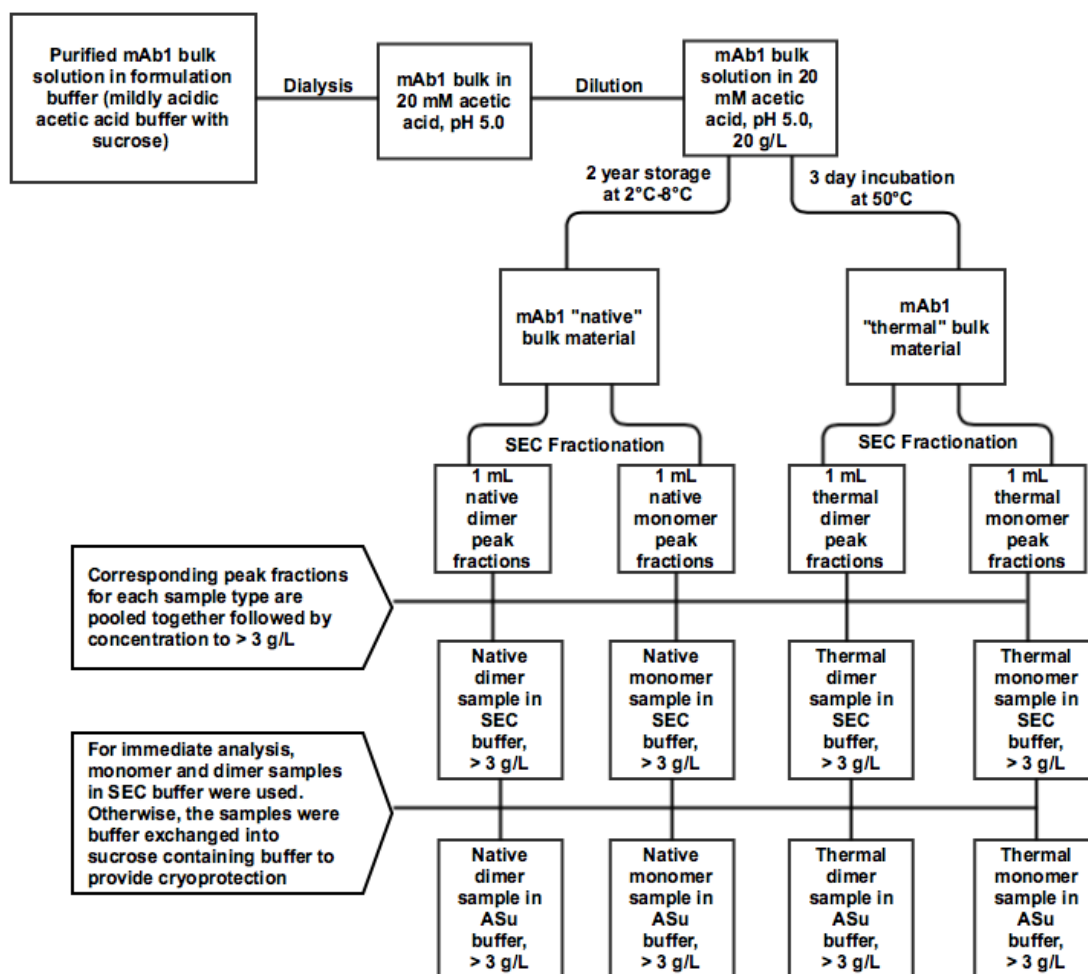 Purified mAb1 bulk
solution in formulation
buffer (mildly acidic
acetic acid buffer with
sucrose)
Dialysis
mAb1 bulk in
20 mM acetic
acid, pH 5.0
Dilution
mAb1 bulk
solution in 20
mM acetic
acid, pH 5.0,
20 g/L
2 year storage
at 2°C-8°C
3 day incubation
at 50°C
mAb1 "native"
bulk material
mAb1
"thermal" bulk
material
SEC Fractionation
SEC Fractionation
1 mL
native
dimer
peak
fractions
1 mL
native
monomer
peak
fractions
1 mL
thermal
dimer
peak
fractions
1 mL
thermal
monomer
peak
fractions
Corresponding peak fractions
for each sample type are
pooled together followed by
concentration to > 3 g/L
Native
dimer
sample in
SEC
buffer,
> 3 g/L
Native
monomer
sample in
SEC
buffer,
> 3 g/L
Thermal
dimer
sample in
SEC
buffer,
> 3 g/L
Thermal
monomer
sample in
SEC
buffer,
> 3 g/L
For immediate analysis,
monomer and dimer samples
in SEC buffer were used.
Otherwise, the samples were
buffer exchanged into
sucrose containing buffer to
provide cryoprotection
Native
dimer
sample in
ASu
buffer,
> 3 g/L
Native
monomer
sample in
ASu
buffer,
> 3 g/L
Thermal
dimer
sample in
ASu
buffer,
> 3 g/L
Thermal
monomer
sample in
ASu
buffer,
> 3 g/L